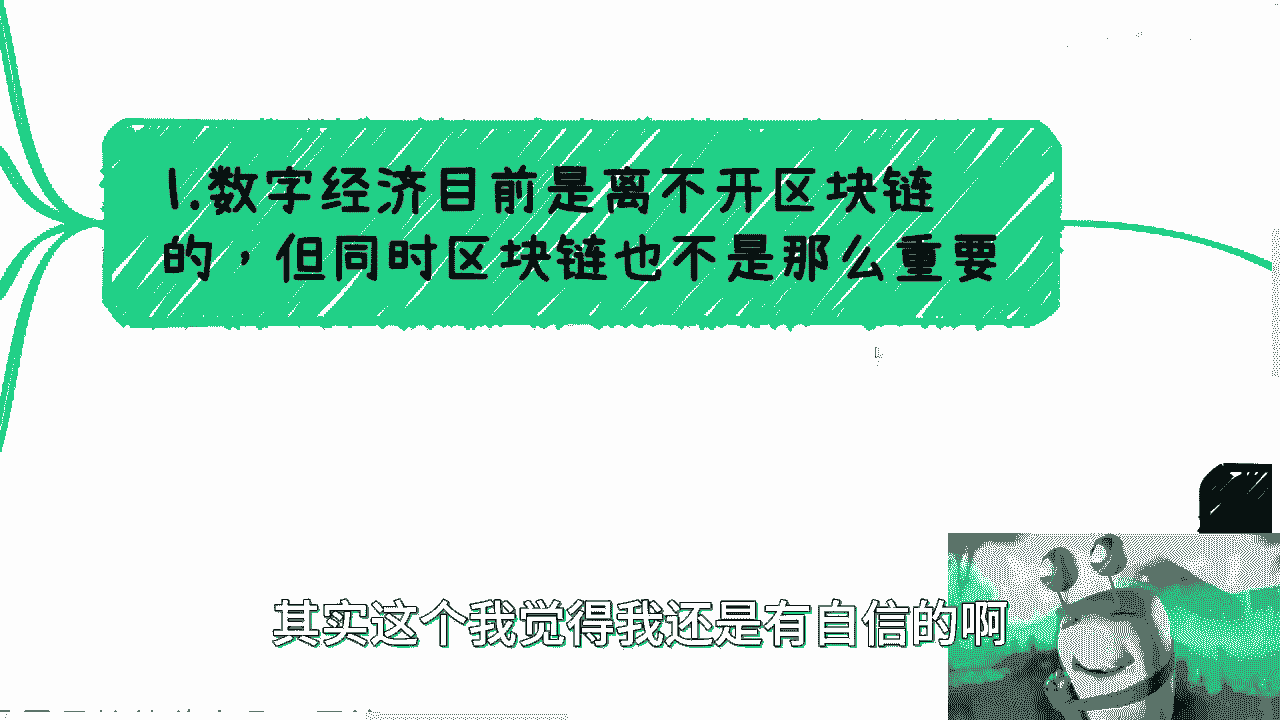 1.数字经济目前是离不开区块链
的，但同时区块链也不是那么重要
其实这个我觉得我还是有自信的啊